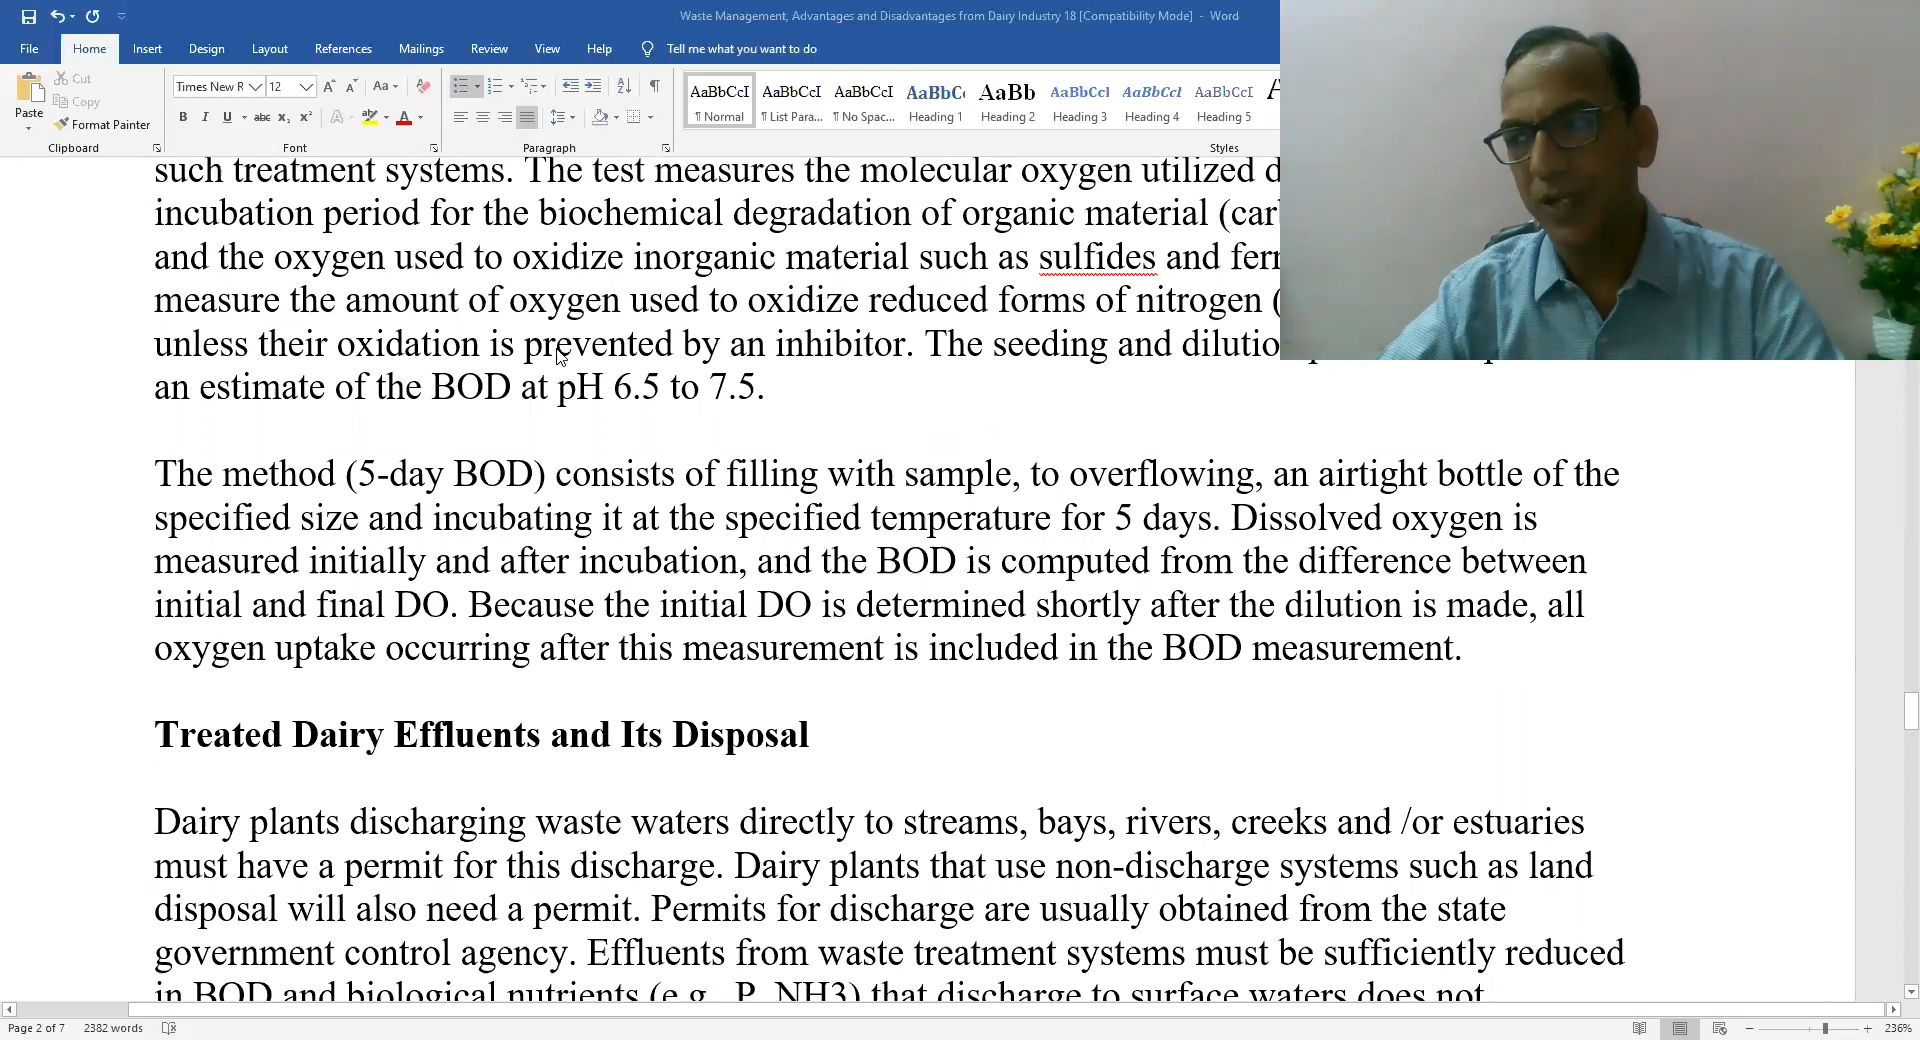 Waste Management, Advantages and Disadvantages from Dairy Industry 18 [Compatibility Mode] - Word
File Home Insert Design Layout References Mailings Review View Help Tell me what you want to do
Cut
Copy
Paste
Format Painter
Clipboard
Times New R 12
Font
Paragraph
AaBbCcI AaBbCcI AaBbCcI AaBbCc AaBb AaBbCcI AaBbCcI AaBbCcI
¶ Normal ¶ List Para... ¶ No Spac... Heading 1 Heading 2 Heading 3 Heading 4 Heading 5
Styles
such treatment systems. The test measures the molecular oxygen utilized
incubation period for the biochemical degradation of organic material
and the oxygen used to oxidize inorganic material such as sulfides and
measure the amount of oxygen used to oxidize reduced forms of nitrogen
unless their oxidation is prevented by an inhibitor. The seeding and
an estimate of the BOD at pH 6.5 to 7.5.
The method (5-day BOD) consists of filling with sample, to overflowing, an airtight bottle of the
specified size and incubating it at the specified temperature for 5 days. Dissolved oxygen is
measured initially and after incubation, and the BOD is computed from the difference between
initial and final DO. Because the initial DO is determined shortly after the dilution is made, all
oxygen uptake occurring after this measurement is included in the BOD measurement.
Treated Dairy Effluents and Its Disposal
Dairy plants discharging waste waters directly to streams, bays, rivers, creeks and /or estuaries
must have a permit for this discharge. Dairy plants that use non-discharge systems such as land
disposal will also need a permit. Permits for discharge are usually obtained from the state
government control agency. Effluents from waste treatment systems must be sufficiently reduced
in BOD and biological nutrients (e.g., P, NH3) that discharge to surface waters does not
Page 2 of 7 2382 words
236%